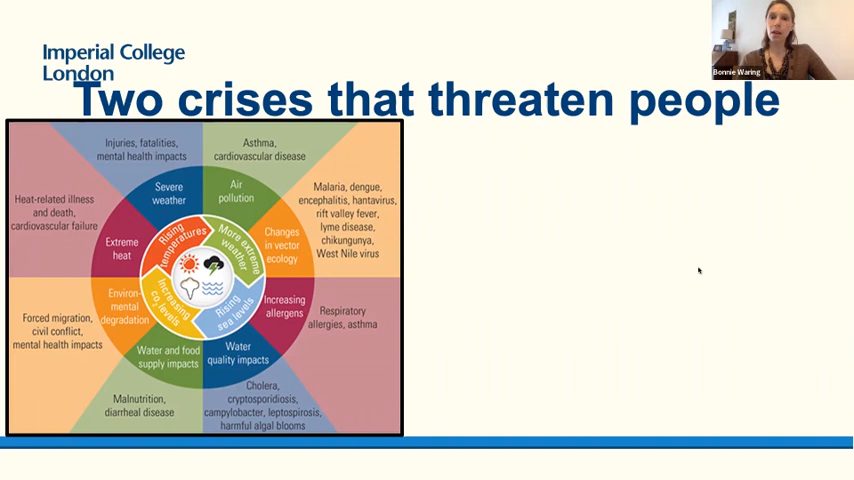 Imperial College
London
Bonnie Waring
Two crises that threaten people
Injuries, fatalities,
mental health impacts
Asthma,
cardiovascular disease
Severe
weather
Air
pollution
Heat-related illness
and death,
cardiovascular failure
Malaria, dengue,
encephalitis, hantavirus,
rift valley fever,
lyme disease,
chikungunya,
West Nile virus
Extreme
heat
Rising
temperatures
More extreme
weather
Changes
in vector
ecology
Environ-
mental
degradation
Increasing
CO2 levels
Rising
sea levels
Increasing
allergens
Forced migration,
civil conflict,
mental health impacts
Respiratory
allergies, asthma
Water and food
supply impacts
Water
quality impacts
Malnutrition,
diarrheal disease
Cholera,
cryptosporidiosis,
campylobacter, leptospirosis,
harmful algal blooms